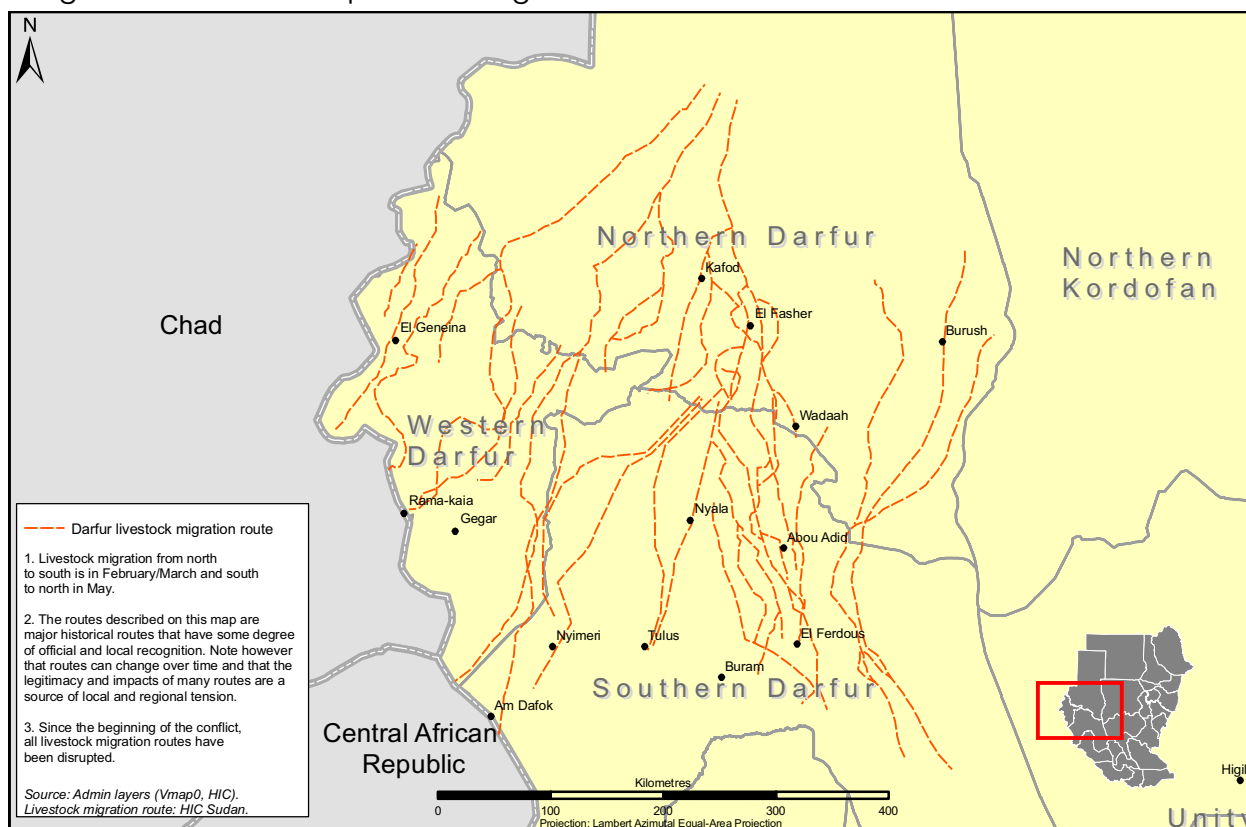 N
Northern Darfur
Northern
Kordofan
Kafod
El Fasher
Chad
El Geneina
Burush
Western
Darfur
Wadaah
Rama-kaia
Gegar
Nyala
Abou Adid
Nyimeri
Tulus
El Ferdous
Buram
Southern Darfur
Am Dafok
Central African
Republic
Darfur livestock migration route
1. Livestock migration from north
to south is in February/March and south
to north in May.
2. The routes described on this map are
major historical routes that have some degree
of official and local recognition. Note however
that routes can change over time and that the
legitimacy and impacts of many routes are a
source of local and regional tension.
3. Since the beginning of the conflict,
all livestock migration routes have
been disrupted.
Source: Admin layers (Vmap0, HIC).
Livestock migration route: HIC Sudan.
Kilometres
0 100 200 300 400
Projection: Lambert Azimutal Equal-Area Projection